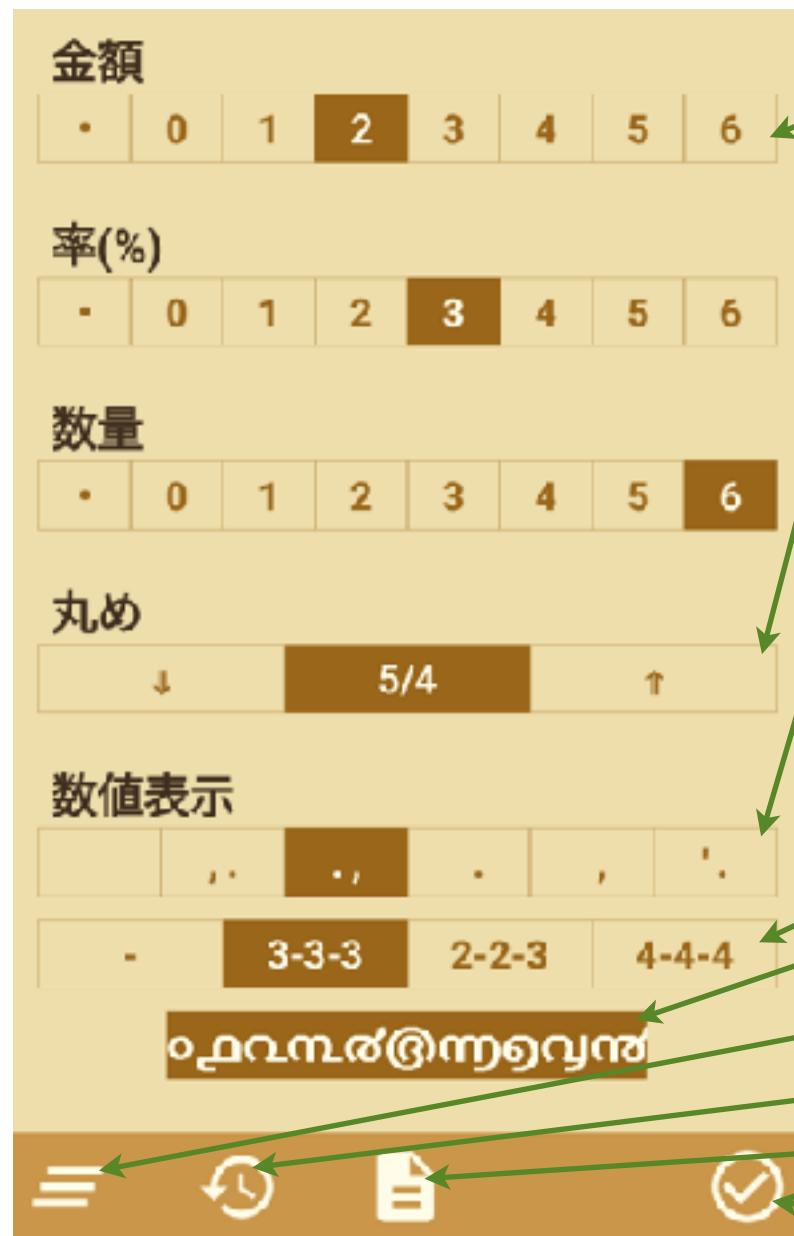 金額
· 0 1 2 3 4 5 6
率(%)
- 0 1 2 3 4 5 6
数量
· 0 1 2 3 4 5 6
丸め
↓ 5/4 ↑
数値表示
,. ., . , '.
- 3-3-3 2-2-3 4-4-4
൦൧൨൩൪൫൬൭൮൯